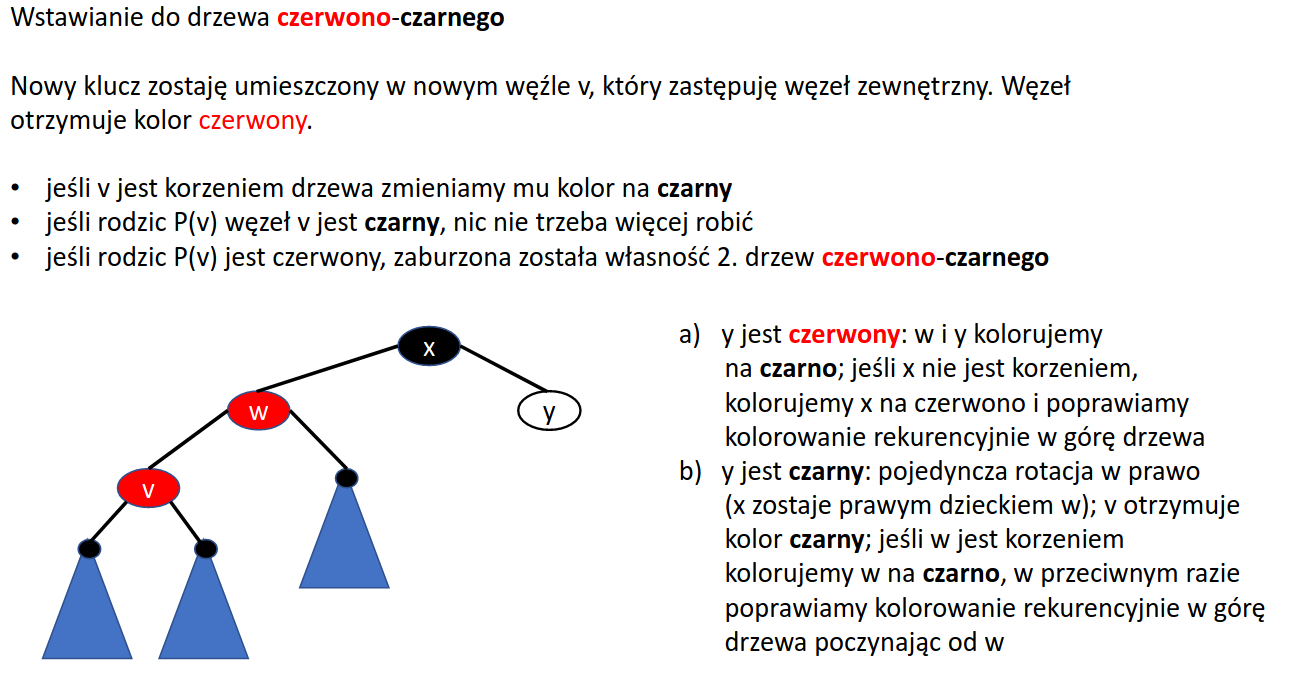 Wstawianie do drzewa czerwono-czarnego
Nowy klucz zostaję umieszczony w nowym węźle v, który zastępuję węzeł zewnętrzny. Węzeł
otrzymuje kolor czerwony.
• jeśli v jest korzeniem drzewa zmieniamy mu kolor na czarny
• jeśli rodzic P(v) węzeł v jest czarny, nic nie trzeba więcej robić
• jeśli rodzic P(v) jest czerwony, zaburzona została własność 2. drzew czerwono-czarnego
x
w
y
v
a) y jest czerwony: w i y kolorujemy
na czarno; jeśli x nie jest korzeniem,
kolorujemy x na czerwono i poprawiamy
kolorowanie rekurencyjnie w górę drzewa
b) y jest czarny: pojedyncza rotacja w prawo
(x zostaje prawym dzieckiem w); v otrzymuje
kolor czarny; jeśli w jest korzeniem
kolorujemy w na czarno, w przeciwnym razie
poprawiamy kolorowanie rekurencyjnie w górę
drzewa poczynając od w